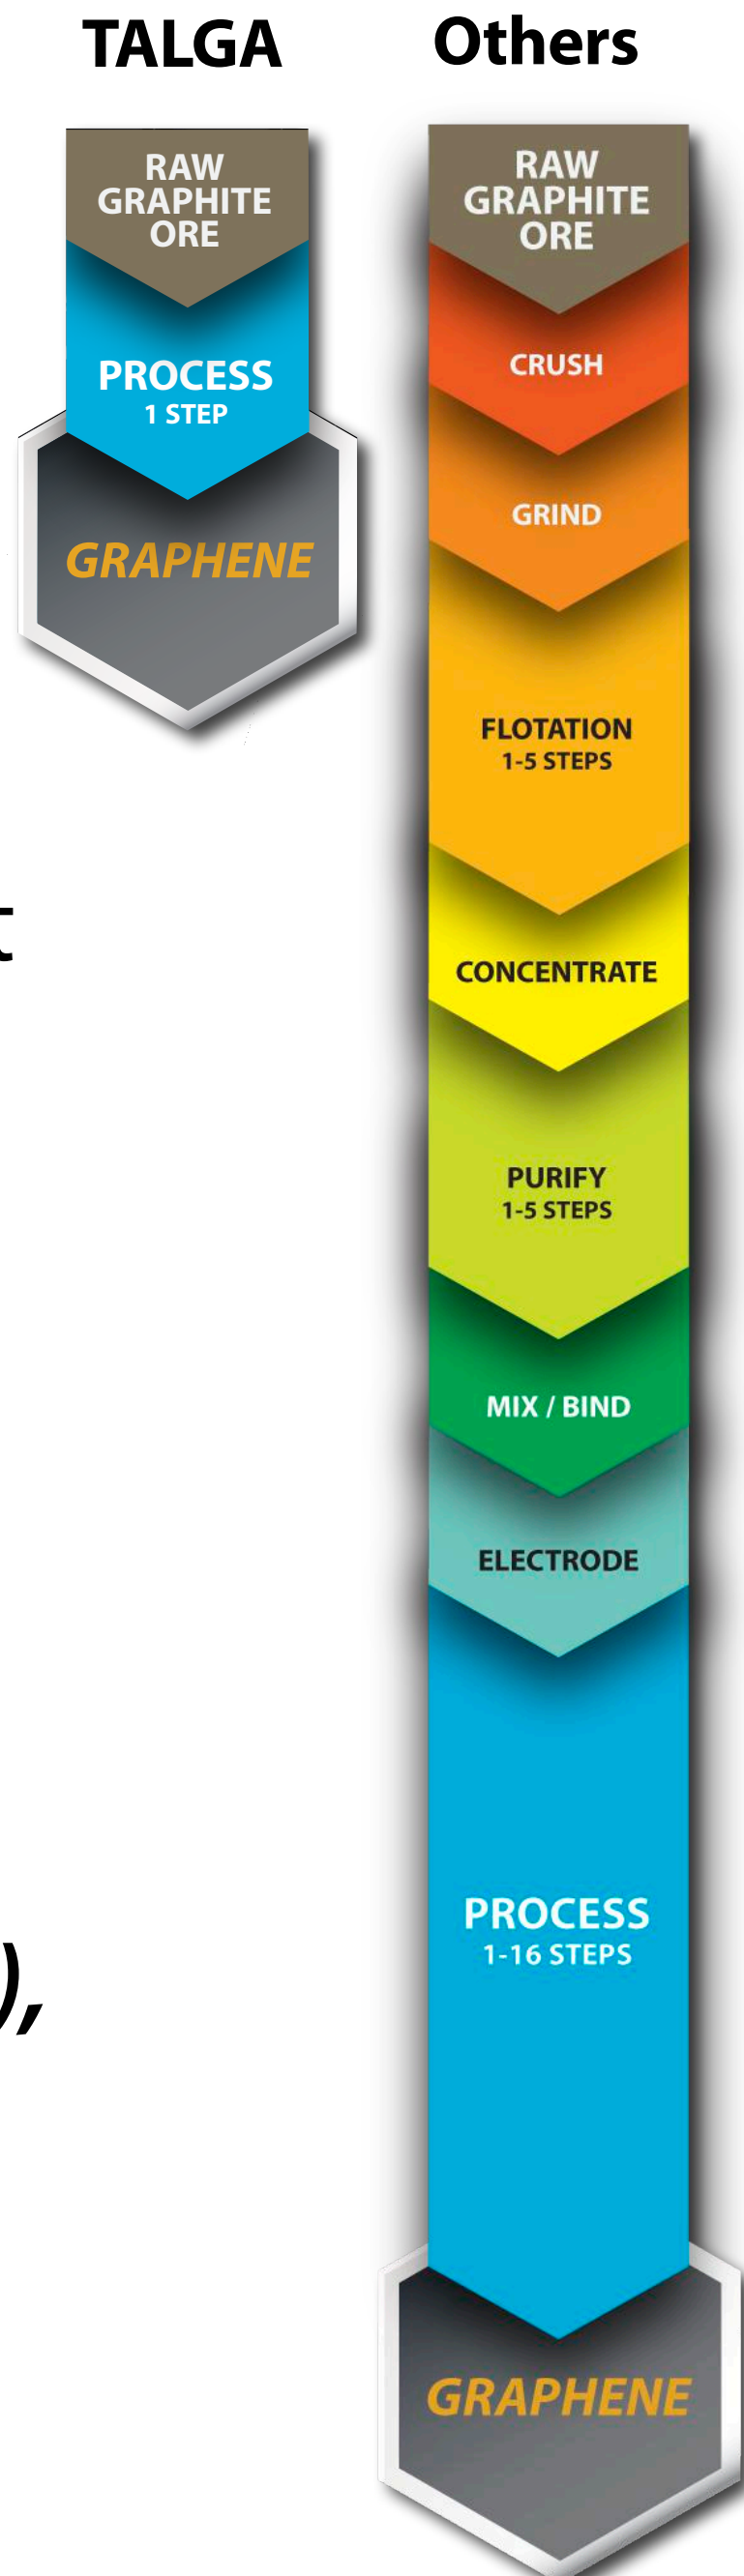 TALGA
RAW
GRAPHITE
ORE
PROCESS
1 STEP
GRAPHENE
Others
RAW
GRAPHITE
ORE
CRUSH
GRIND
FLOTATION
1-5 STEPS
CONCENTRATE
PURIFY
1-5 STEPS
MIX / BIND
ELECTRODE
PROCESS
1-16 STEPS
GRAPHENE
t
),